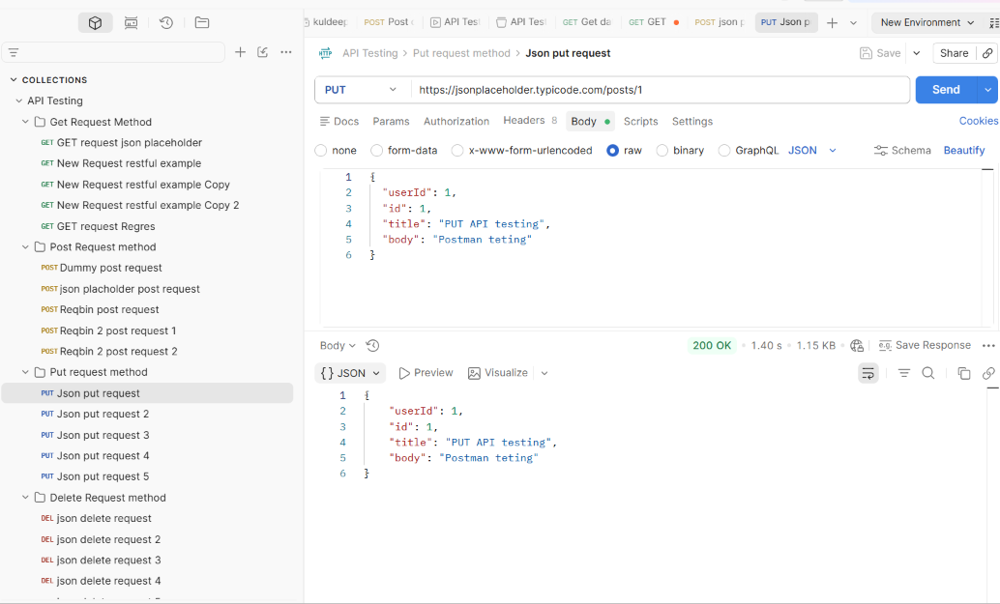 kuldeep
POST Post
API Test
API Test
GET Get da
GET GET
POST json p
PUT Json p
New Environment
COLLECTIONS
API Testing
Get Request Method
GET GET request json placeholder
GET New Request restful example
GET New Request restful example Copy
GET New Request restful example Copy 2
GET GET request Regres
Post Request method
POST Dummy post request
POST json placholder post request
POST Reqbin post request
POST Reqbin 2 post request 1
POST Reqbin 2 post request 2
Put request method
PUT Json put request
PUT Json put request 2
PUT Json put request 3
PUT Json put request 4
PUT Json put request 5
Delete Request method
DEL json delete request
DEL json delete request 2
DEL json delete request 3
DEL json delete request 4
HTTP API Testing > Put request method > Json put request
Save
Share
PUT
https://jsonplaceholder.typicode.com/posts/1
Send
Docs Params Authorization Headers 8 Body Scripts Settings
Cookies
none form-data x-www-form-urlencoded raw binary GraphQL JSON
Schema Beautify
1 {
2 "userId": 1,
3 "id": 1,
4 "title": "PUT API testing",
5 "body": "Postman teting"
6 }
Body
200 OK • 1.40 s • 1.15 KB
e.g. Save Response
{} JSON Preview Visualize
1 {
2 "userId": 1,
3 "id": 1,
4 "title": "PUT API testing",
5 "body": "Postman teting"
6 }